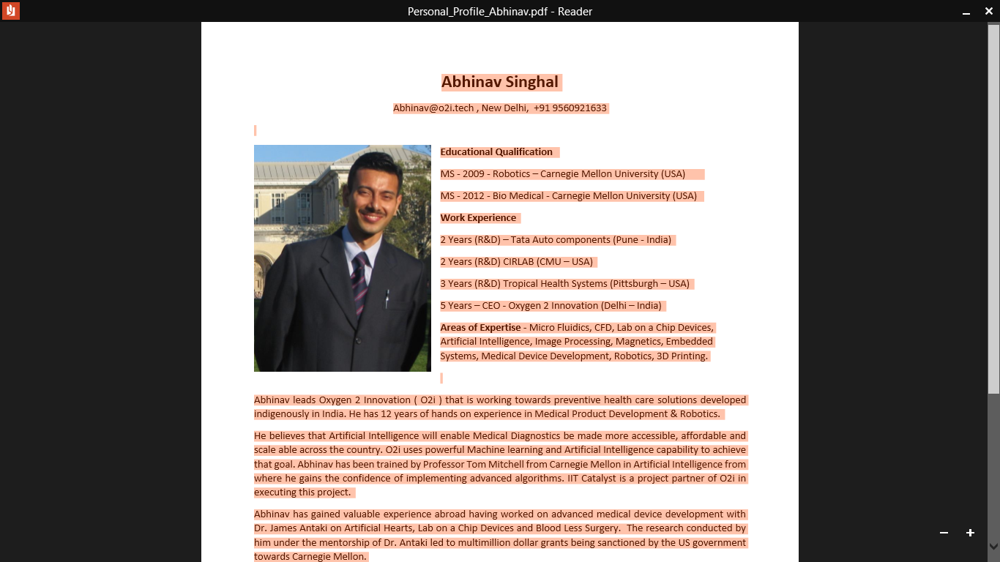 Personal_Profile_Abhinav.pdf - Reader
Abhinav Singhal
Abhinav@o2i.tech , New Delhi,  +91 9560921633
Educational Qualification
MS - 2009 - Robotics – Carnegie Mellon University (USA)
MS - 2012 - Bio Medical - Carnegie Mellon University (USA)
Work Experience
2 Years (R&D) – Tata Auto components (Pune - India)
2 Years (R&D) CIRLAB (CMU – USA)
3 Years (R&D) Tropical Health Systems (Pittsburgh – USA)
5 Years – CEO - Oxygen 2 Innovation (Delhi – India)
Areas of Expertise - Micro Fluidics, CFD, Lab on a Chip Devices,
Artificial Intelligence, Image Processing, Magnetics, Embedded
Systems, Medical Device Development, Robotics, 3D Printing.
Abhinav leads Oxygen 2 Innovation ( O2i ) that is working towards preventive health care solutions developed
indigenously in India. He has 12 years of hands on experience in Medical Product Development & Robotics.
He believes that Artificial Intelligence will enable Medical Diagnostics be made more accessible, affordable and
scale able across the country. O2i uses powerful Machine learning and Artificial Intelligence capability to achieve
that goal. Abhinav has been trained by Professor Tom Mitchell from Carnegie Mellon in Artificial Intelligence from
where he gains the confidence of implementing advanced algorithms. IIT Catalyst is a project partner of O2i in
executing this project.
Abhinav has gained valuable experience abroad having worked on advanced medical device development with
Dr. James Antaki on Artificial Hearts, Lab on a Chip Devices and Blood Less Surgery.  The research conducted by
him under the mentorship of Dr. Antaki led to multimillion dollar grants being sanctioned by the US government
towards Carnegie Mellon.